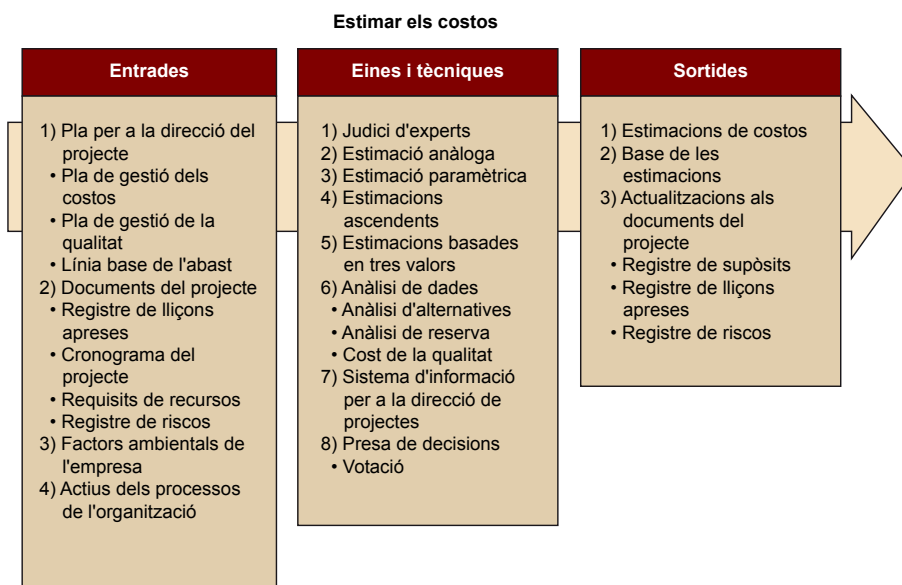 Estimar els costos
Entrades
1) Pla per a la direcció del
projecte
• Pla de gestió dels
costos
• Pla de gestió de la
qualitat
• Línia base de l'abast
2) Documents del projecte
• Registre de lliçons
apreses
• Cronograma del
projecte
• Requisits de recursos
• Registre de riscos
3) Factors ambientals de
l'empresa
4) Actius dels processos
de l'organització
Eines i tècniques
1) Judici d'experts
2) Estimació anàloga
3) Estimació paramètrica
4) Estimacions
ascendents
5) Estimacions basades
en tres valors
6) Anàlisi de dades
• Anàlisi d'alternatives
• Anàlisi de reserva
• Cost de la qualitat
7) Sistema d'informació
per a la direcció de
projectes
8) Presa de decisions
• Votació
Sortides
1) Estimacions de costos
2) Base de les
estimacions
3) Actualitzacions als
documents del
projecte
• Registre de supòsits
• Registre de lliçons
apreses
• Registre de riscos